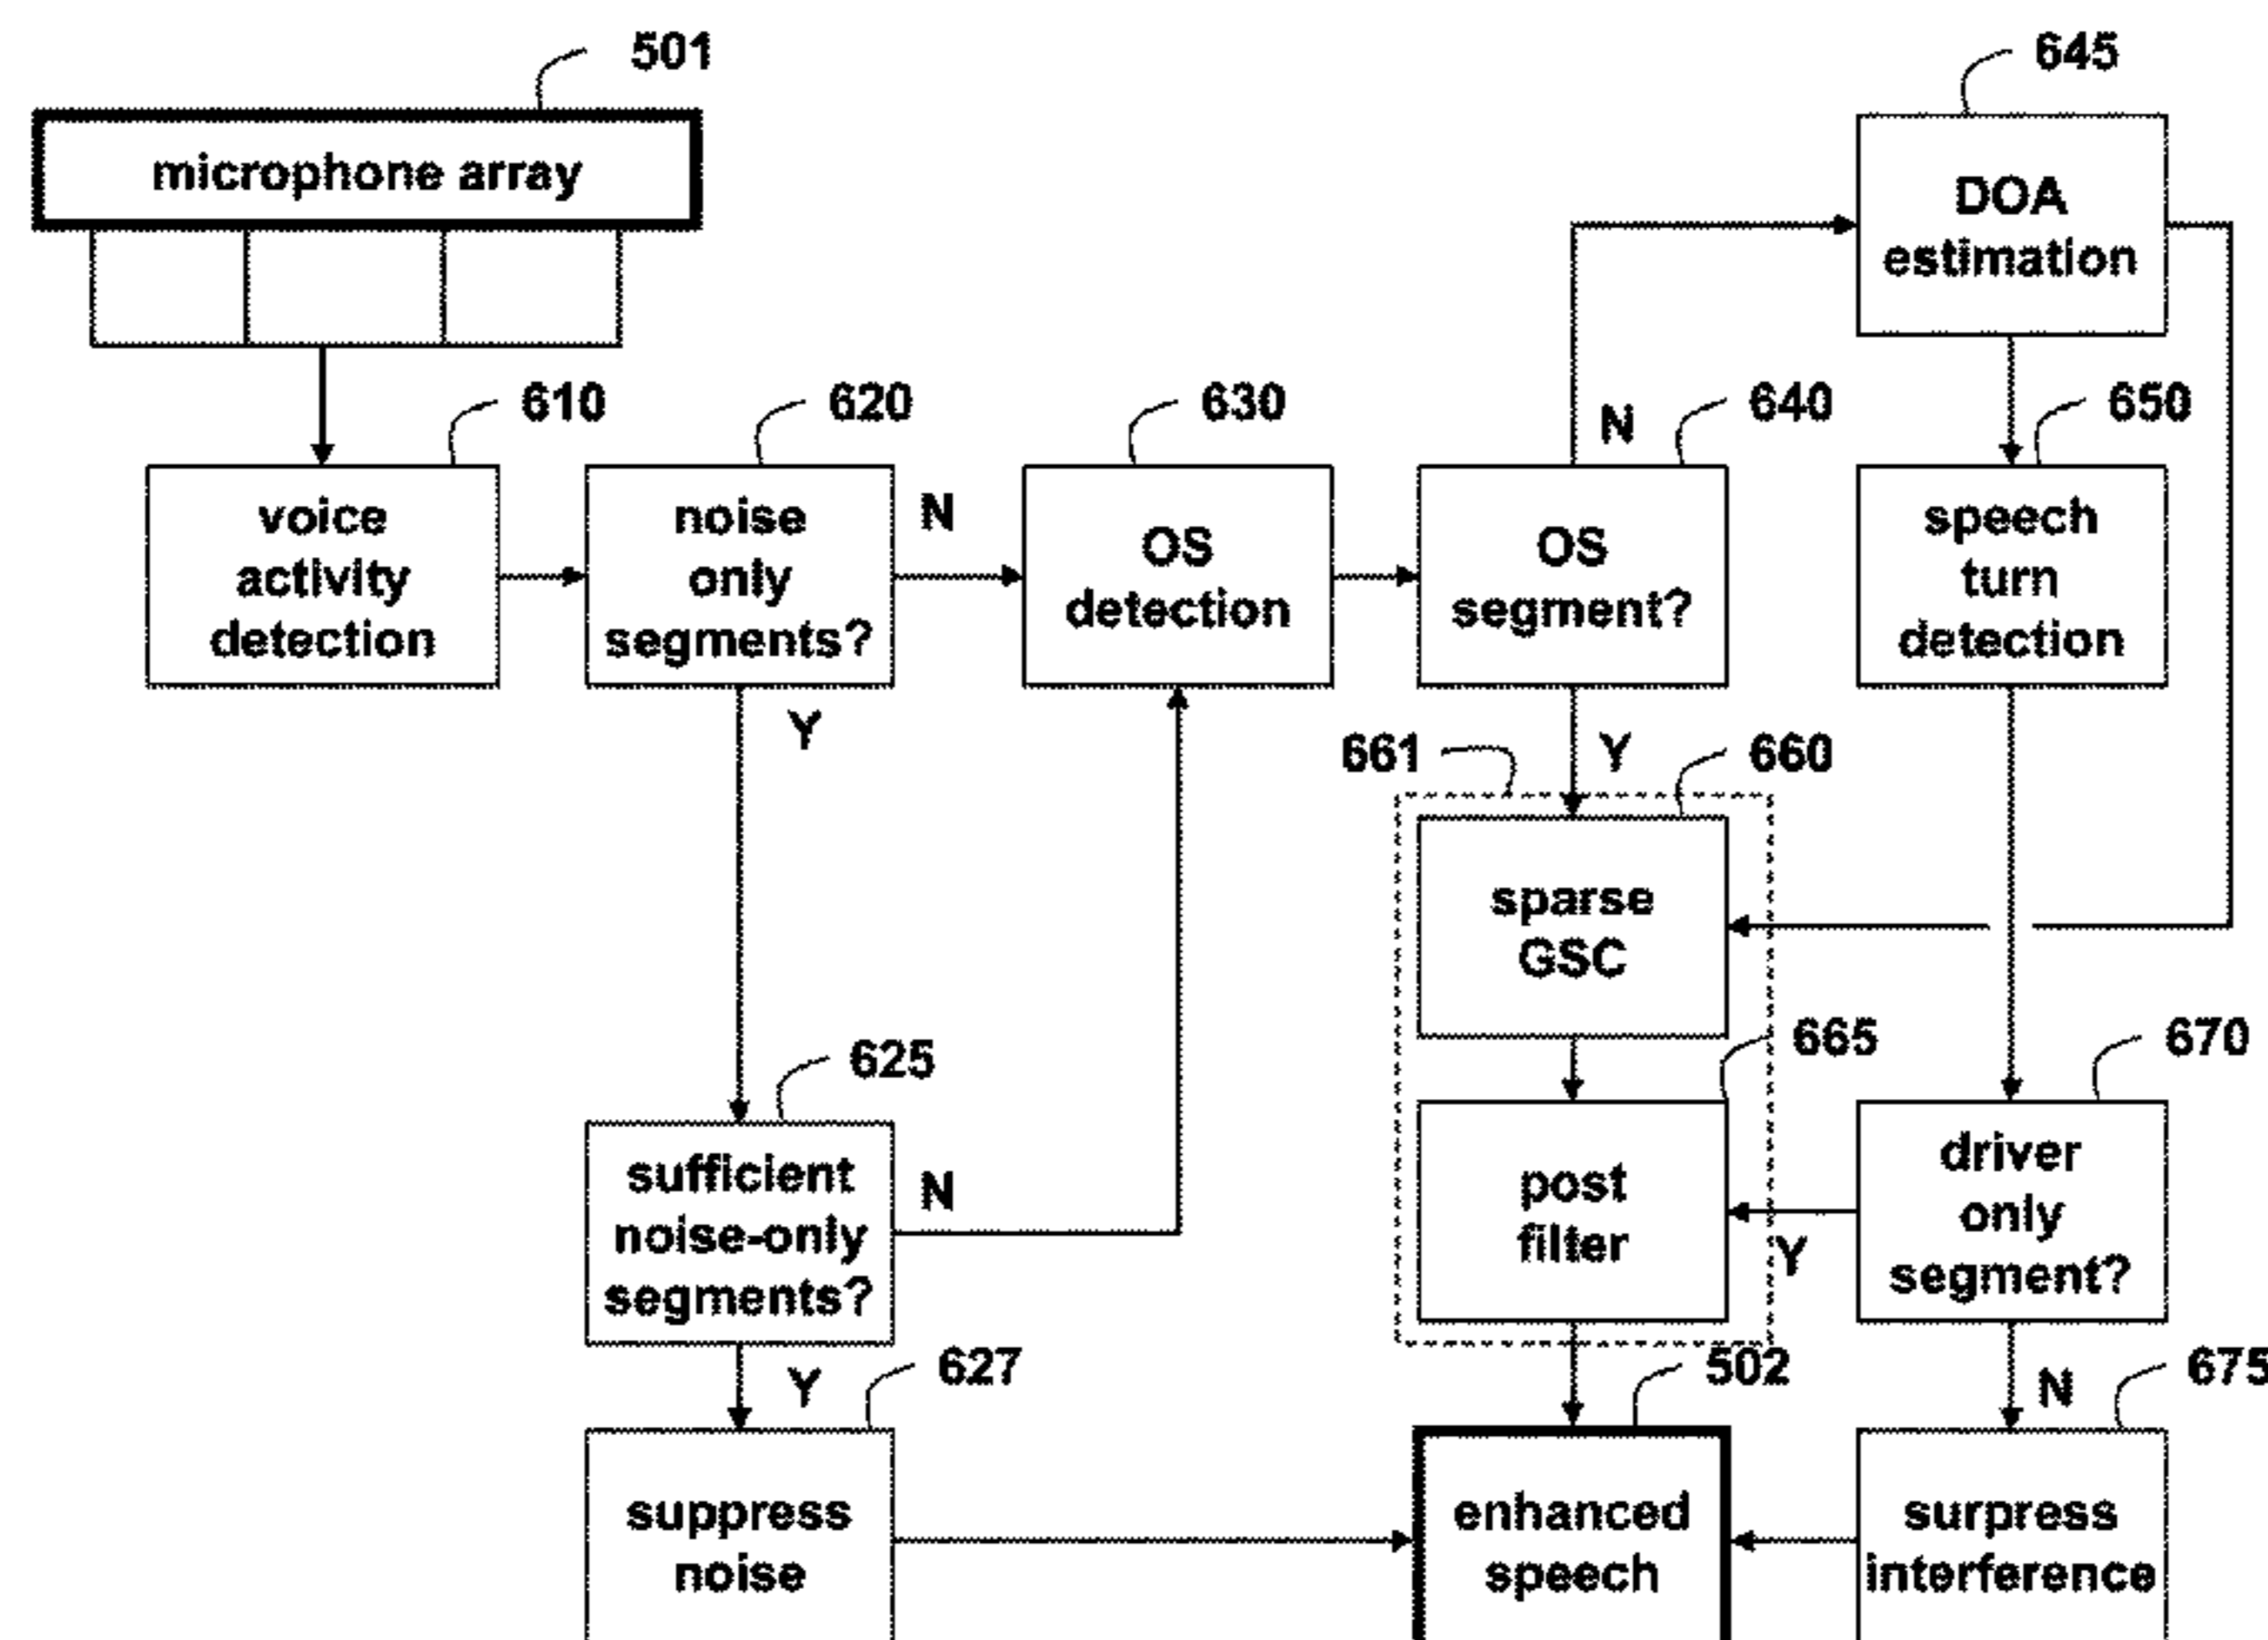 501
645
microphone array
DOA
estimation
610
620
630
N
640
650
voice
activity
detection
noise
only
segments?
N
OS
detection
OS
segment?
speech
turn
detection
Y
661
Y
660
sparse
GSC
625
665
670
sufficient
noise-only
segments?
N
post
filter
Y
driver
only
segment?
Y
627
502
N
675
suppress
noise
enhanced
speech
surpress
interference